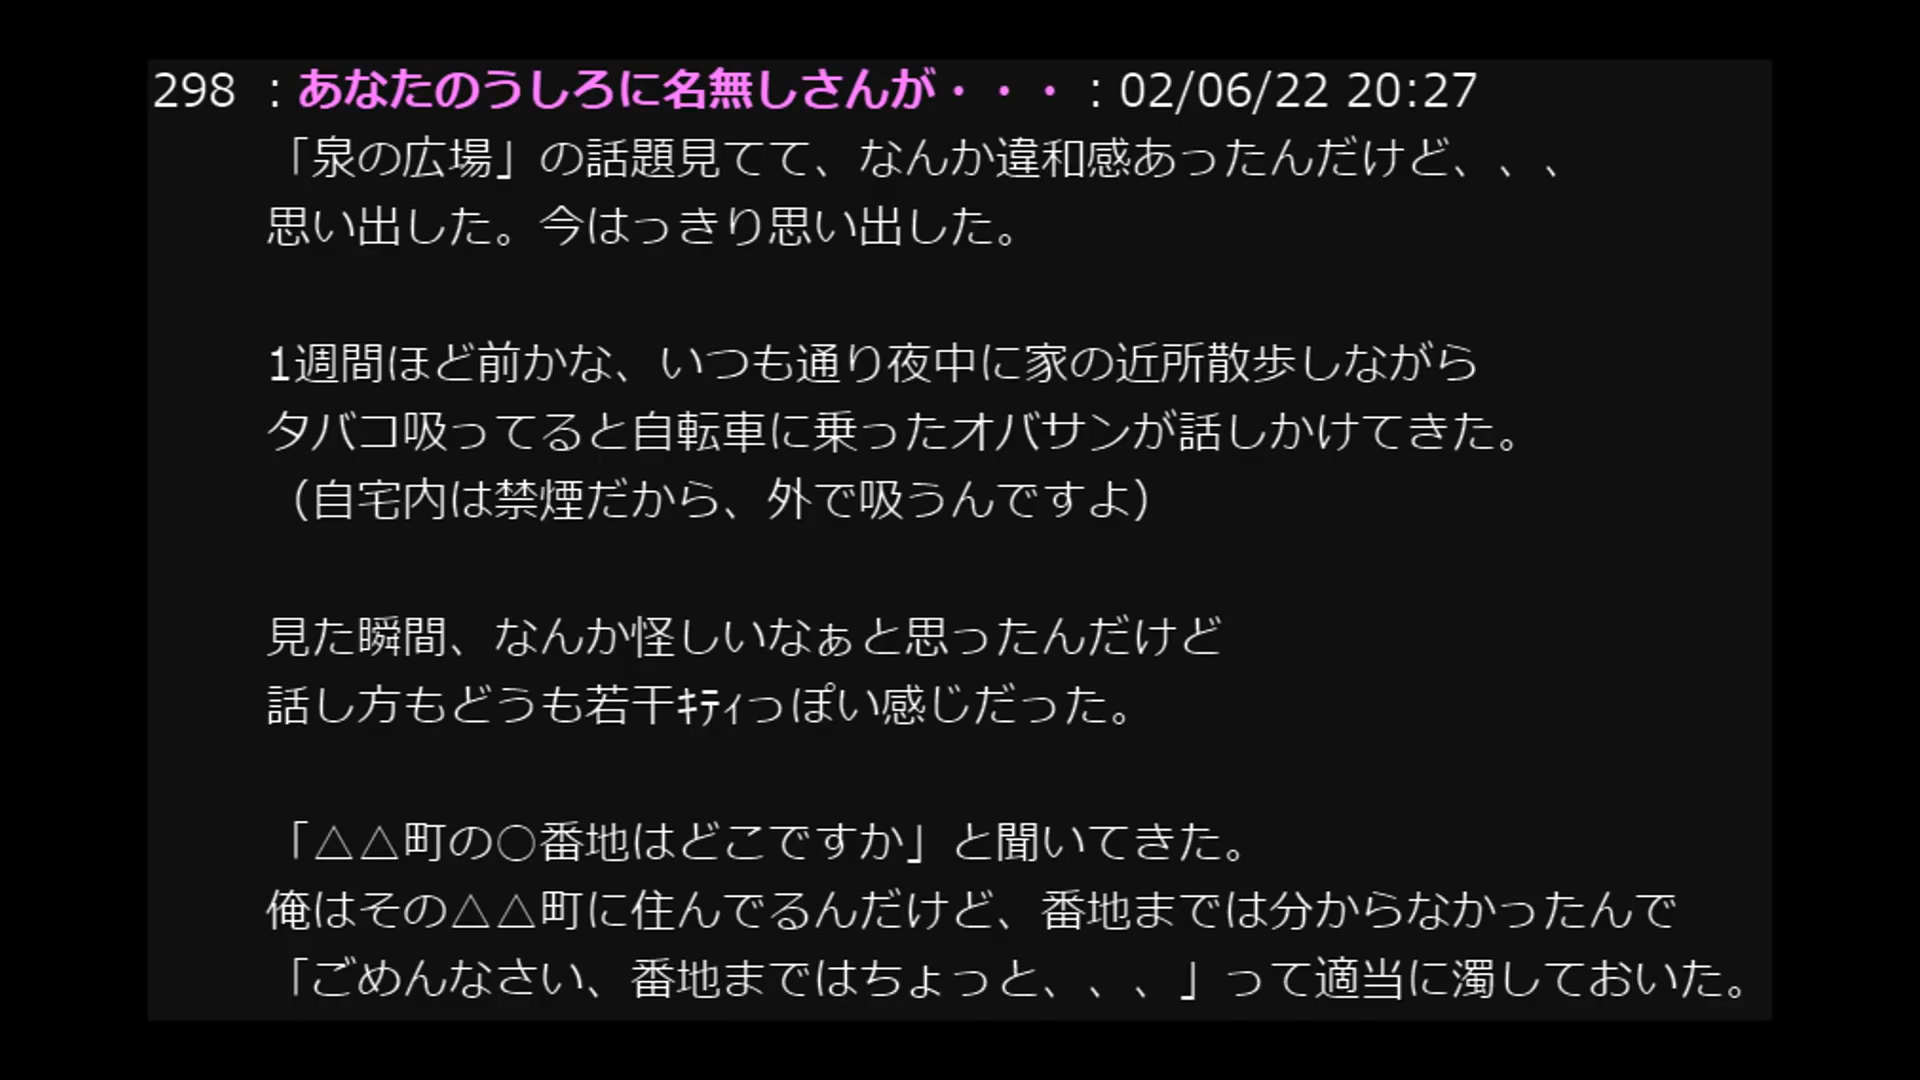 298 ：あなたのうしろに名無しさんが・・・：02/06/22 20:27
「泉の広場」の話題見てて、なんか違和感あったんだけど、、、
思い出した。今はっきり思い出した。
1週間ほど前かな、いつも通り夜中に家の近所散歩しながら
タバコ吸ってると自転車に乗ったオバサンが話しかけてきた。
（自宅内は禁煙だから、外で吸うんですよ）
見た瞬間、なんか怪しいなぁと思ったんだけど
話し方もどうも若干ｷﾃｨっぽい感じだった。
「△△町の○番地はどこですか」と聞いてきた。
俺はその△△町に住んでるんだけど、番地までは分からなかったんで
「ごめんなさい、番地まではちょっと、、、」って適当に濁しておいた。